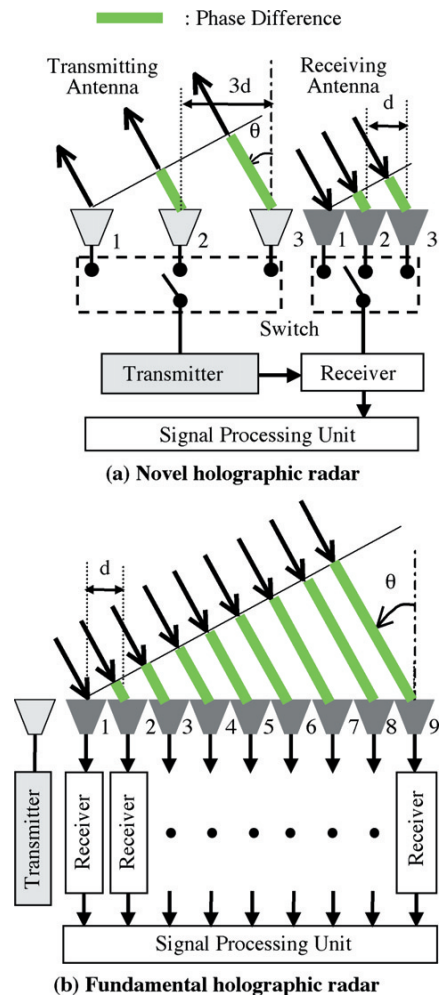 : Phase Difference
Transmitting Antenna
3d
θ
Receiving Antenna
d
1 2 3
1 2 3
Switch
Transmitter
Receiver
Signal Processing Unit
(a) Novel holographic radar
d
θ
1 2 3 4 5 6 7 8 9
Transmitter
Receiver
Receiver
Receiver
Signal Processing Unit
(b) Fundamental holographic radar